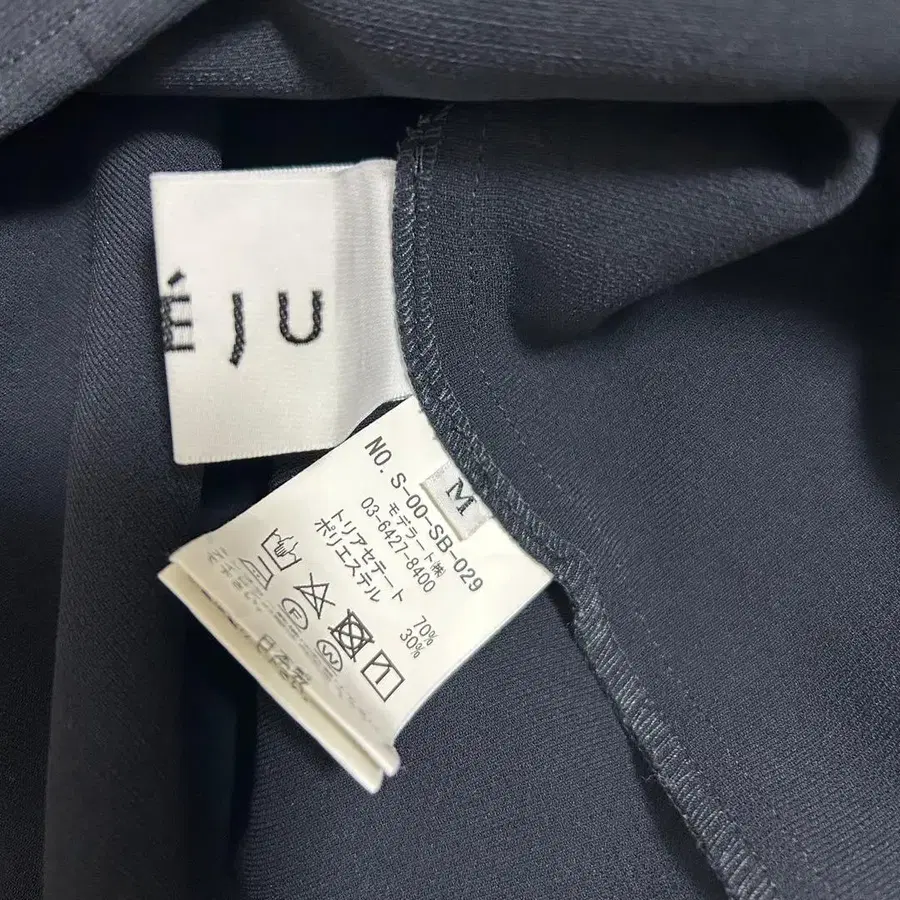 ÉJU
M
NO. S-00-SB-029
モデラート㈱
03-6427-8400
トリアセテート 70%
ポリエステル 30%
F
W
日本製